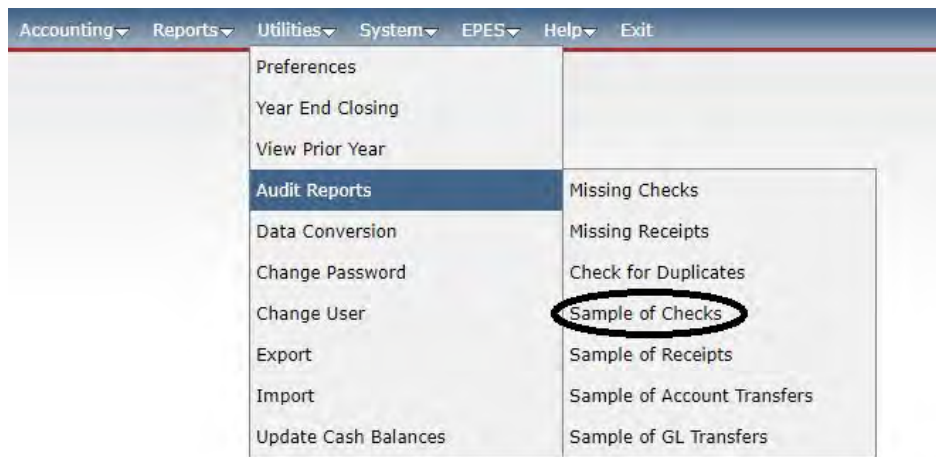 Accounting Reports Utilities System EPES Help Exit
Preferences
Year End Closing
View Prior Year
Audit Reports Missing Checks
Data Conversion Missing Receipts
Change Password Check for Duplicates
Change User Sample of Checks
Export Sample of Receipts
Import Sample of Account Transfers
Update Cash Balances Sample of GL Transfers